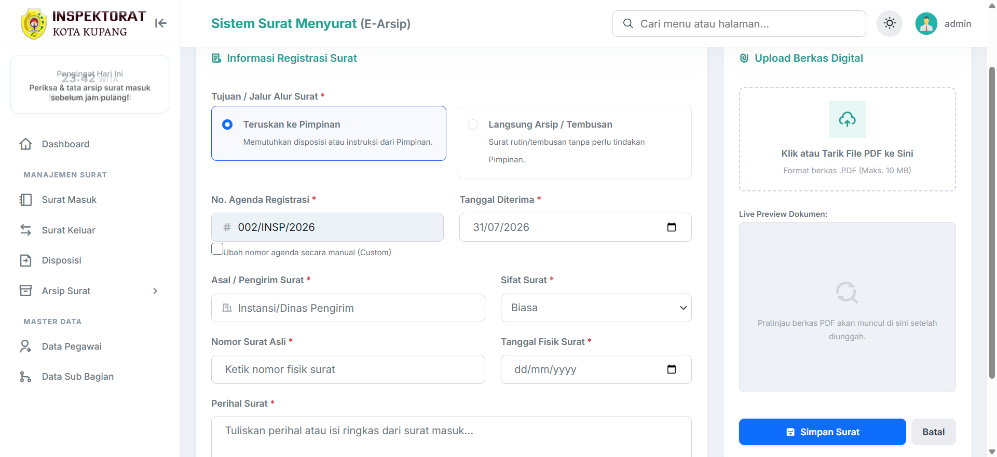 INSPEKTORAT
KOTA KUPANG
Sistem Surat Menyurat (E-Arsip)
Cari menu atau halaman...
admin
Pengingat Hari Ini
23:42 WITA
Periksa & tata arsip surat masuk
sebelum jam pulang!
Dashboard
MANAJEMEN SURAT
Surat Masuk
Surat Keluar
Disposisi
Arsip Surat
MASTER DATA
Data Pegawai
Data Sub Bagian
Informasi Registrasi Surat
Tujuan / Jalur Alur Surat *
Teruskan ke Pimpinan
Memutuhkan disposisi atau instruksi dari Pimpinan.
Langsung Arsip / Tembusan
Surat rutin/tembusan tanpa perlu tindakan
Pimpinan.
No. Agenda Registrasi *
# 002/INSP/2026
Ubah nomor agenda secara manual (Custom)
Tanggal Diterima *
31/07/2026
Asal / Pengirim Surat *
Instansi/Dinas Pengirim
Sifat Surat *
Biasa
Nomor Surat Asli *
Ketik nomor fisik surat
Tanggal Fisik Surat *
dd/mm/yyyy
Perihal Surat *
Tuliskan perihal atau isi ringkas dari surat masuk...
Upload Berkas Digital
Klik atau Tarik File PDF ke Sini
Format berkas .PDF (Maks. 10 MB)
Live Preview Dokumen:
Pratinjau berkas PDF akan muncul di sini setelah
diunggah.
Simpan Surat
Batal